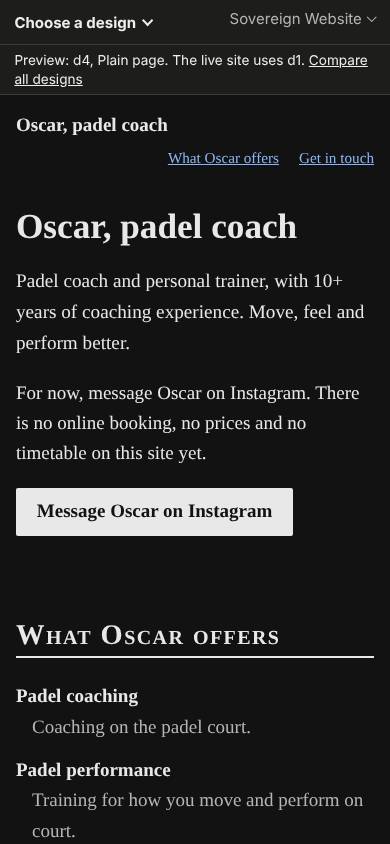 Choose a design
Sovereign Website
Preview: d4, Plain page. The live site uses d1. Compare
all designs
Oscar, padel coach
What Oscar offers
Get in touch
Oscar, padel coach
Padel coach and personal trainer, with 10+
years of coaching experience. Move, feel and
perform better.
For now, message Oscar on Instagram. There
is no online booking, no prices and no
timetable on this site yet.
Message Oscar on Instagram
What Oscar offers
Padel coaching
Coaching on the padel court.
Padel performance
Training for how you move and perform on
court.